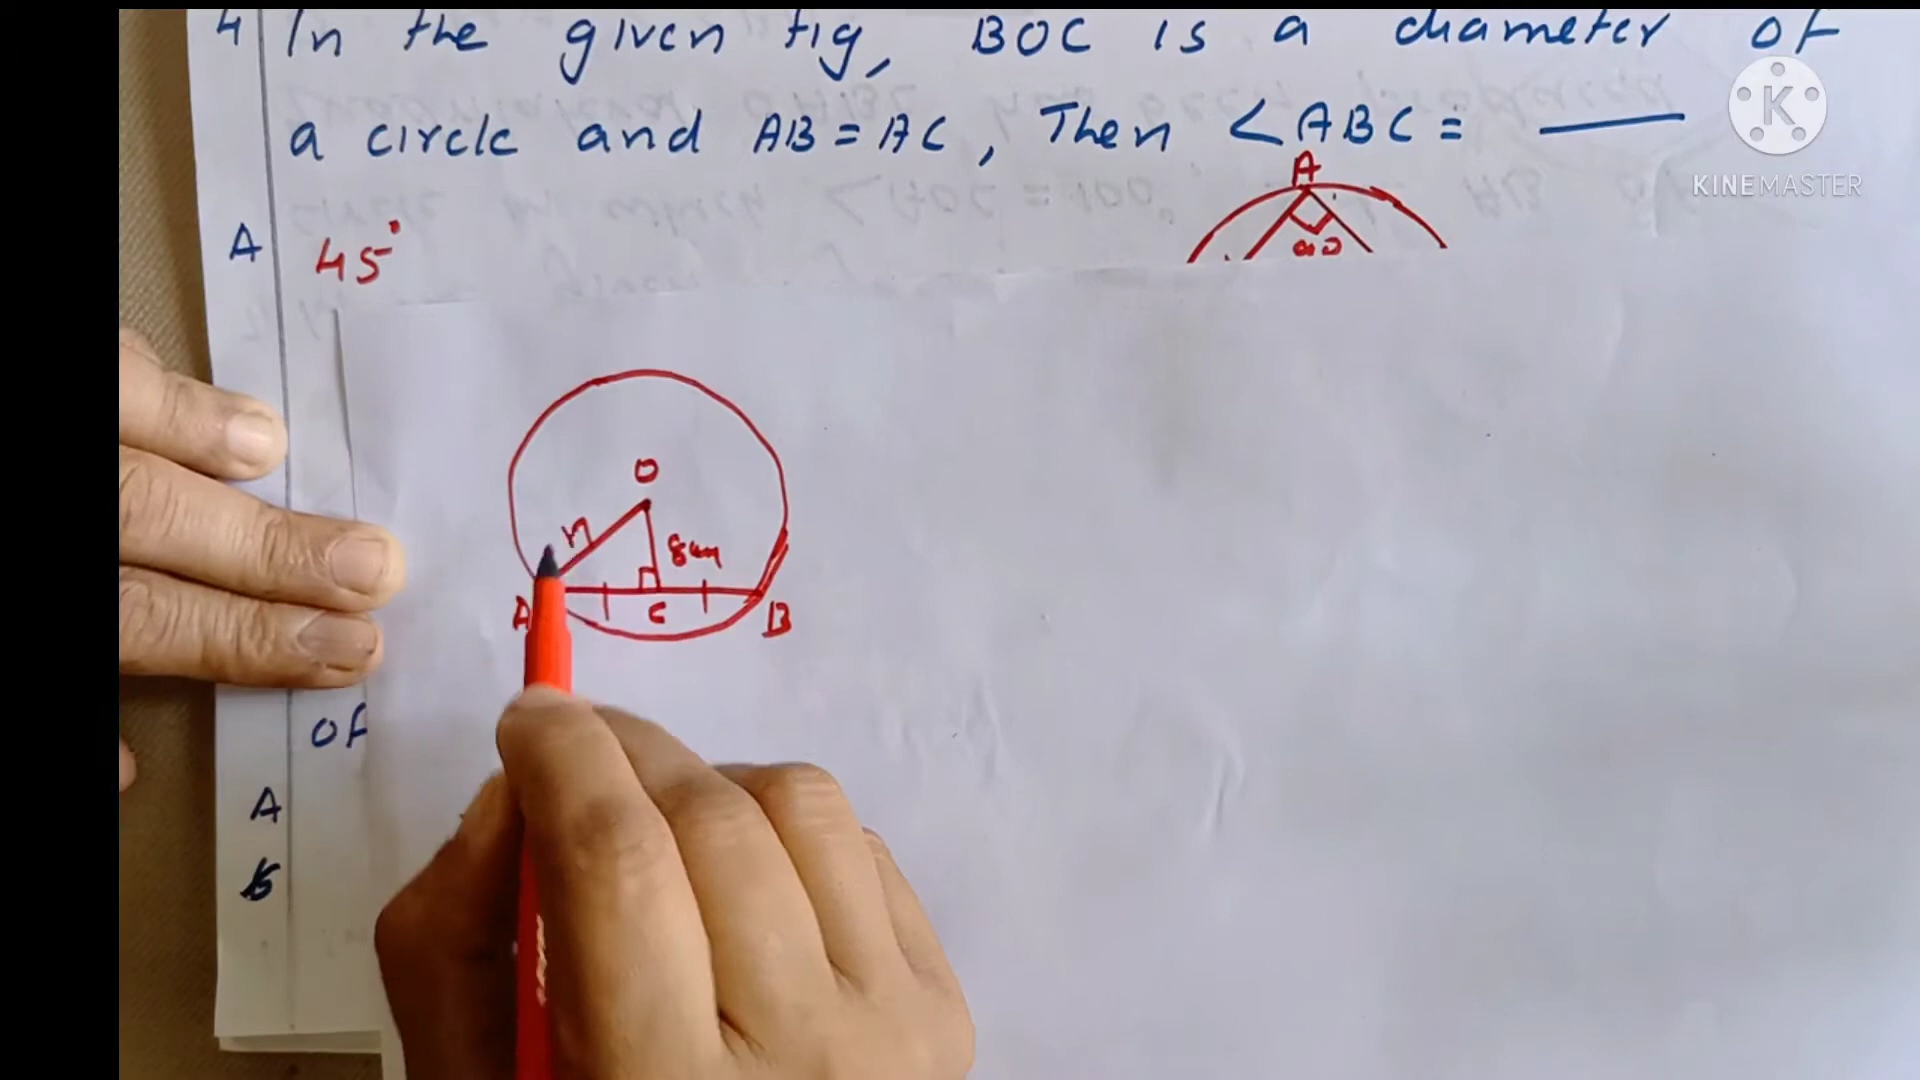 4 In the given fig, BOC is a diameter of
a circle and AB = AC, Then <ABC =
A 45°
A
90
O
r
8cm
A
C
B
of
A
KINEMASTER